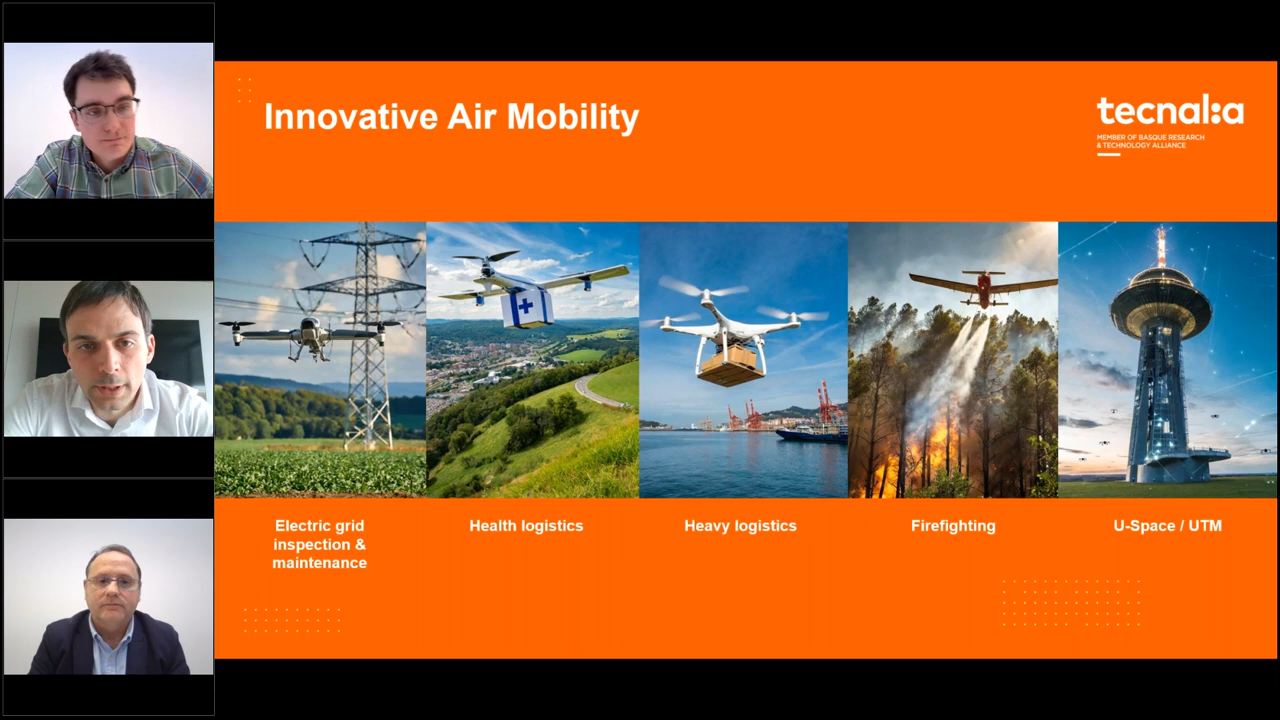 Innovative Air Mobility
tecnal:a
MEMBER OF BASQUE RESEARCH
& TECHNOLOGY ALLIANCE
Electric grid
inspection &
maintenance
Health logistics
Heavy logistics
Firefighting
U-Space / UTM